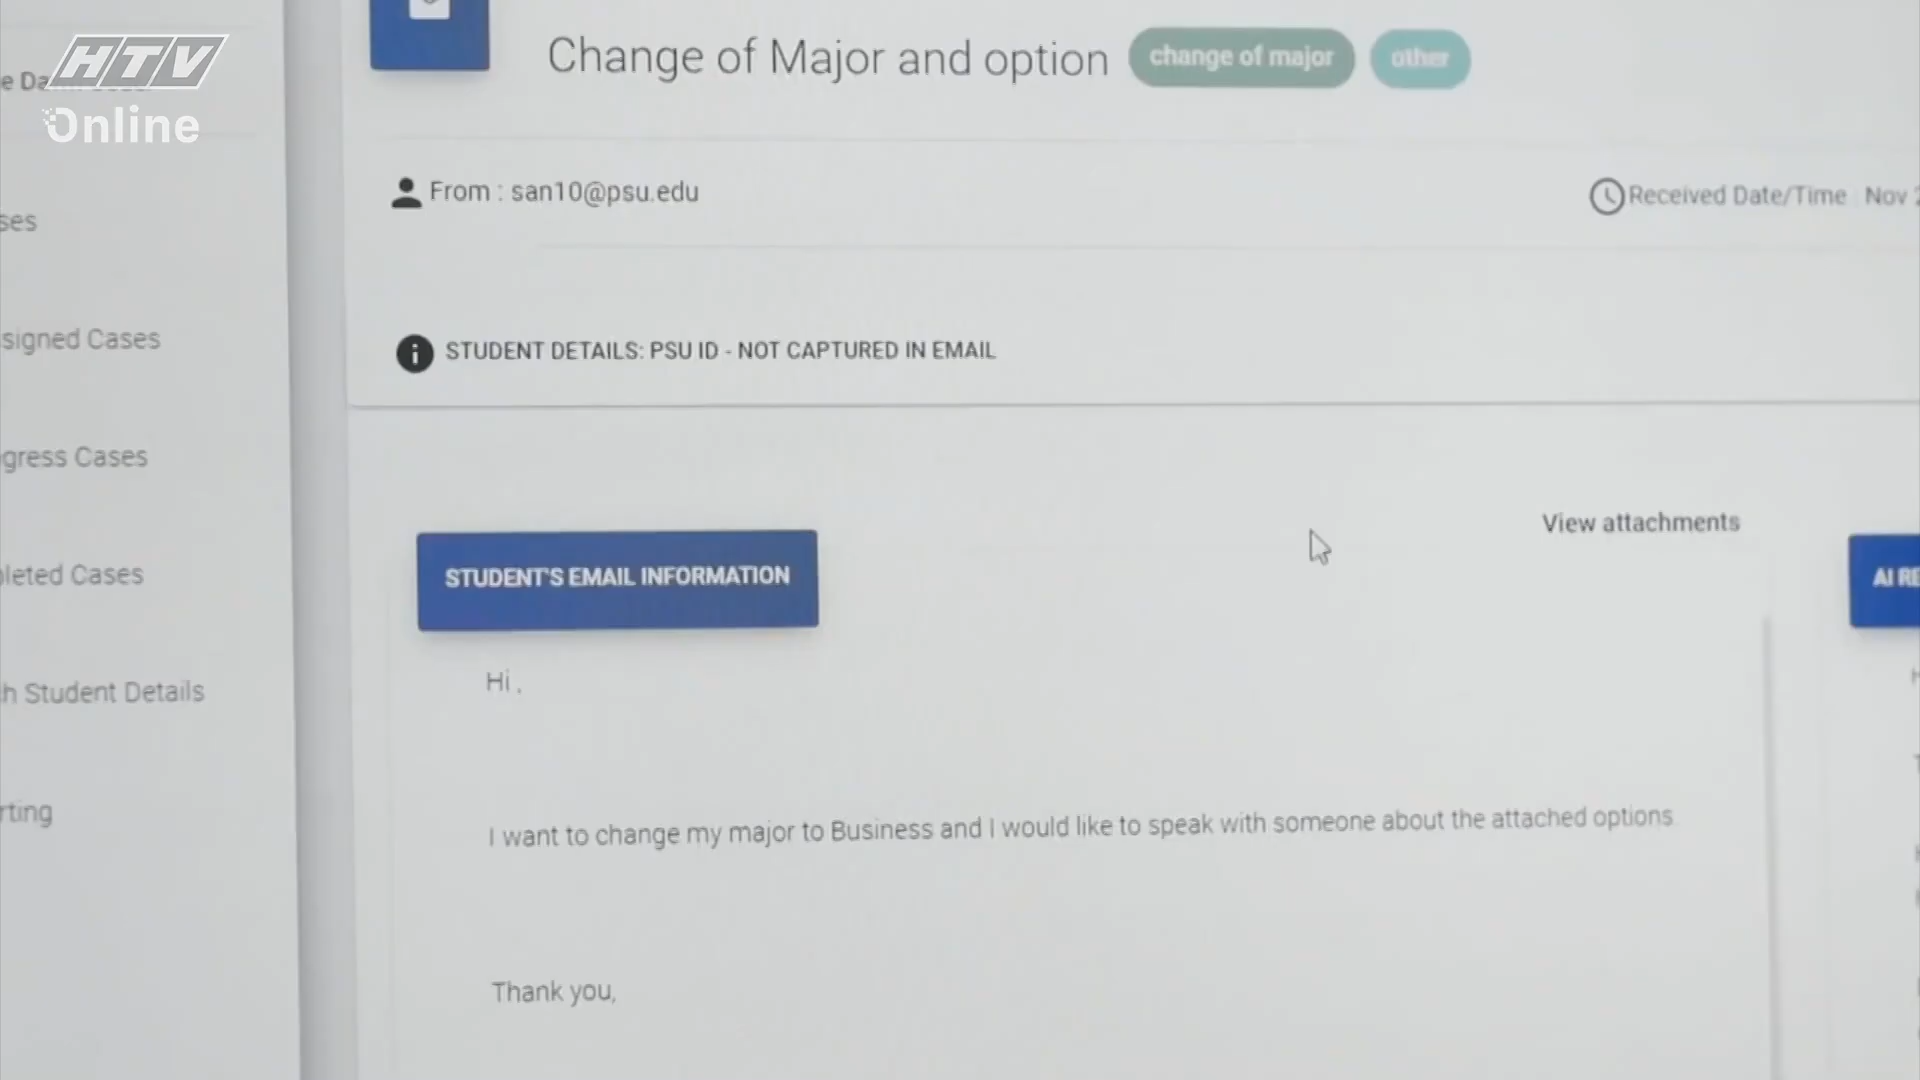 HTV
Online
Change of Major and option
change of major
other
From : san10@psu.edu
Received Date/Time : Nov
STUDENT DETAILS: PSU ID - NOT CAPTURED IN EMAIL
ses
signed Cases
gress Cases
leted Cases
h Student Details
rting
View attachments
STUDENT'S EMAIL INFORMATION
AI RE
Hi ,
I want to change my major to Business and I would like to speak with someone about the attached options
Thank you,